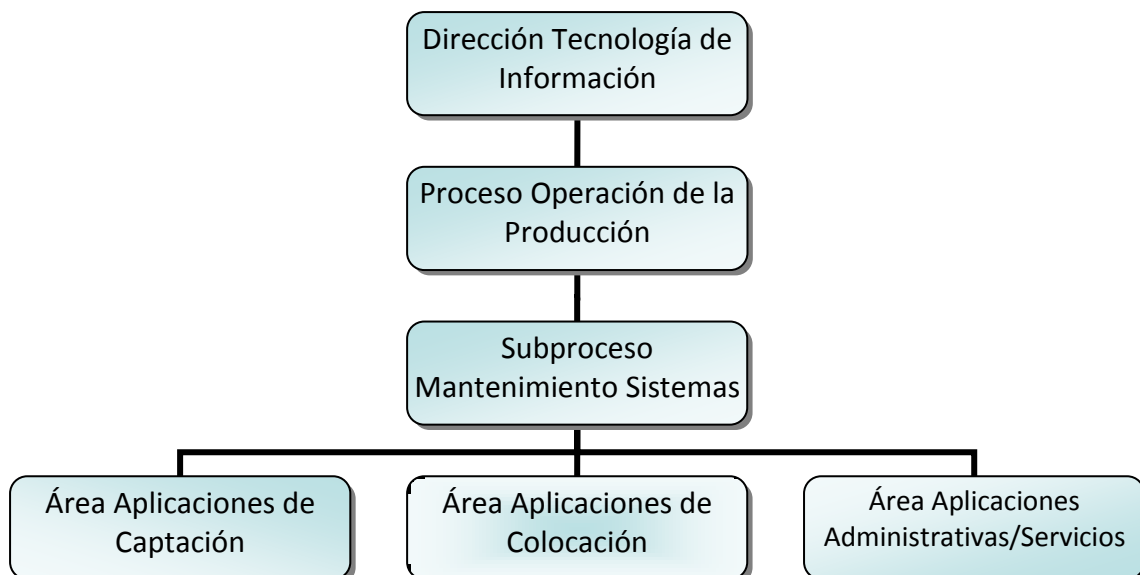 Dirección Tecnología de
Información
Proceso Operación de la
Producción
Subproceso
Mantenimiento Sistemas
Área Aplicaciones de
Captación
Área Aplicaciones de
Colocación
Área Aplicaciones
Administrativas/Servicios